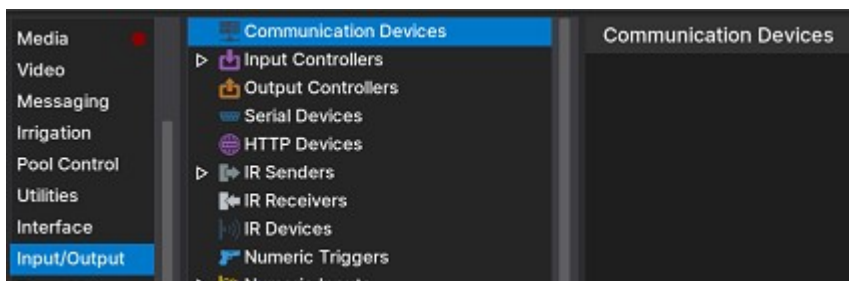 Media
Video
Messaging
Irrigation
Pool Control
Utilities
Interface
Input/Output
Communication Devices
Input Controllers
Output Controllers
Serial Devices
HTTP Devices
IR Senders
IR Receivers
IR Devices
Numeric Triggers
Communication Devices